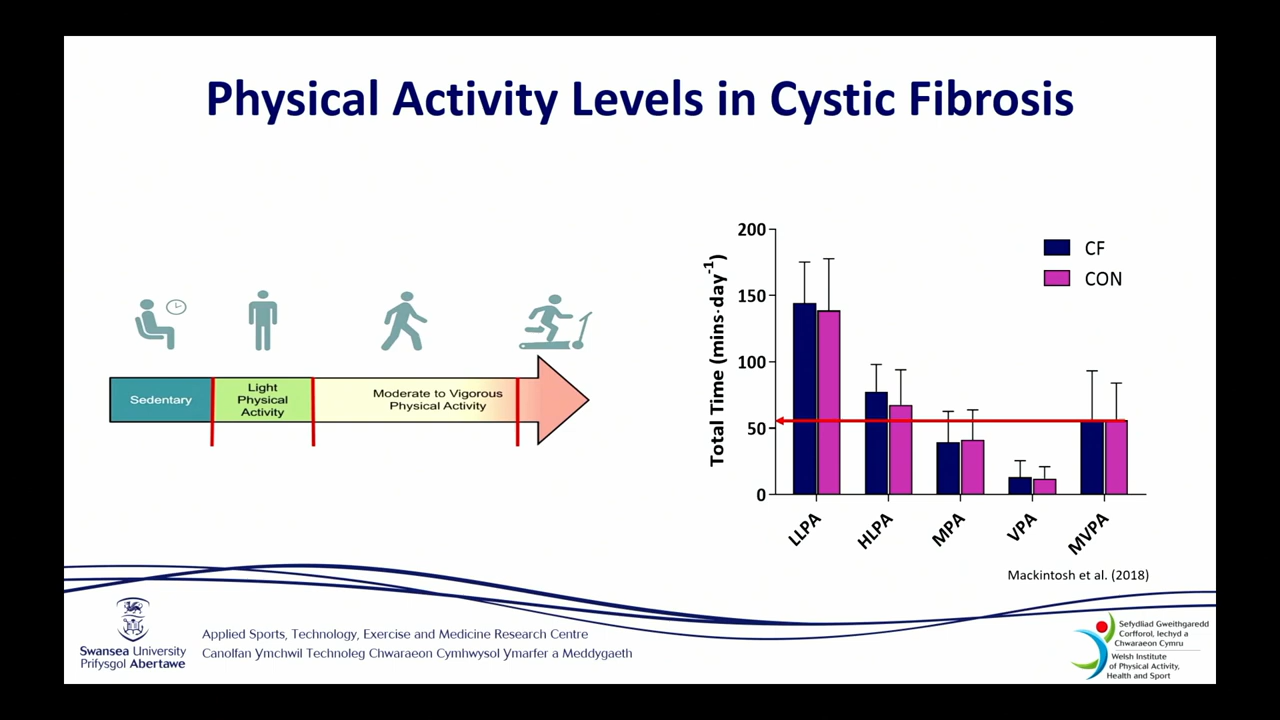 Physical Activity Levels in Cystic Fibrosis
Sedentary
Light
Physical
Activity
Moderate to Vigorous
Physical Activity
Total Time (mins·day-1)
200
150
100
50
0
CF
CON
LLPA
HLPA
MPA
VPA
MVPA
Mackintosh et al. (2018)
Swansea University
Prifysgol Abertawe
Applied Sports, Technology, Exercise and Medicine Research Centre
Canolfan Ymchwil Technoleg Chwaraeon Cymhwysol Ymarfer a Meddygaeth
Sefydliad Gweithgaredd
Corfforol, Iechyd a
Chwaraeon Cymru
Welsh Institute
of Physical Activity,
Health and Sport